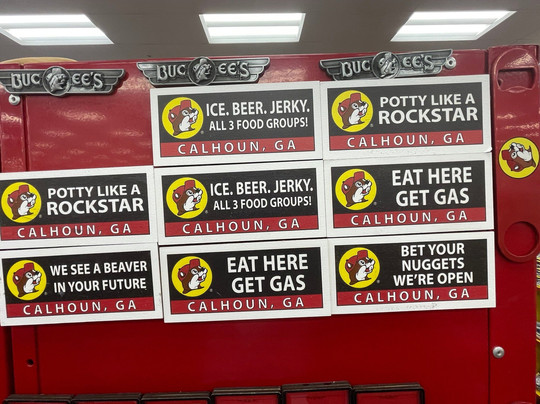 BUC EE'S
BUC EE'S
BUC EE'S
ICE. BEER. JERKY.
ALL 3 FOOD GROUPS!
CALHOUN, GA
POTTY LIKE A
ROCKSTAR
CALHOUN, GA
POTTY LIKE A
ROCKSTAR
CALHOUN, GA
ICE. BEER. JERKY.
ALL 3 FOOD GROUPS!
CALHOUN, GA
EAT HERE
GET GAS
CALHOUN, GA
WE SEE A BEAVER
IN YOUR FUTURE
CALHOUN, GA
EAT HERE
GET GAS
CALHOUN, GA
BET YOUR
NUGGETS
WE'RE OPEN
CALHOUN, GA